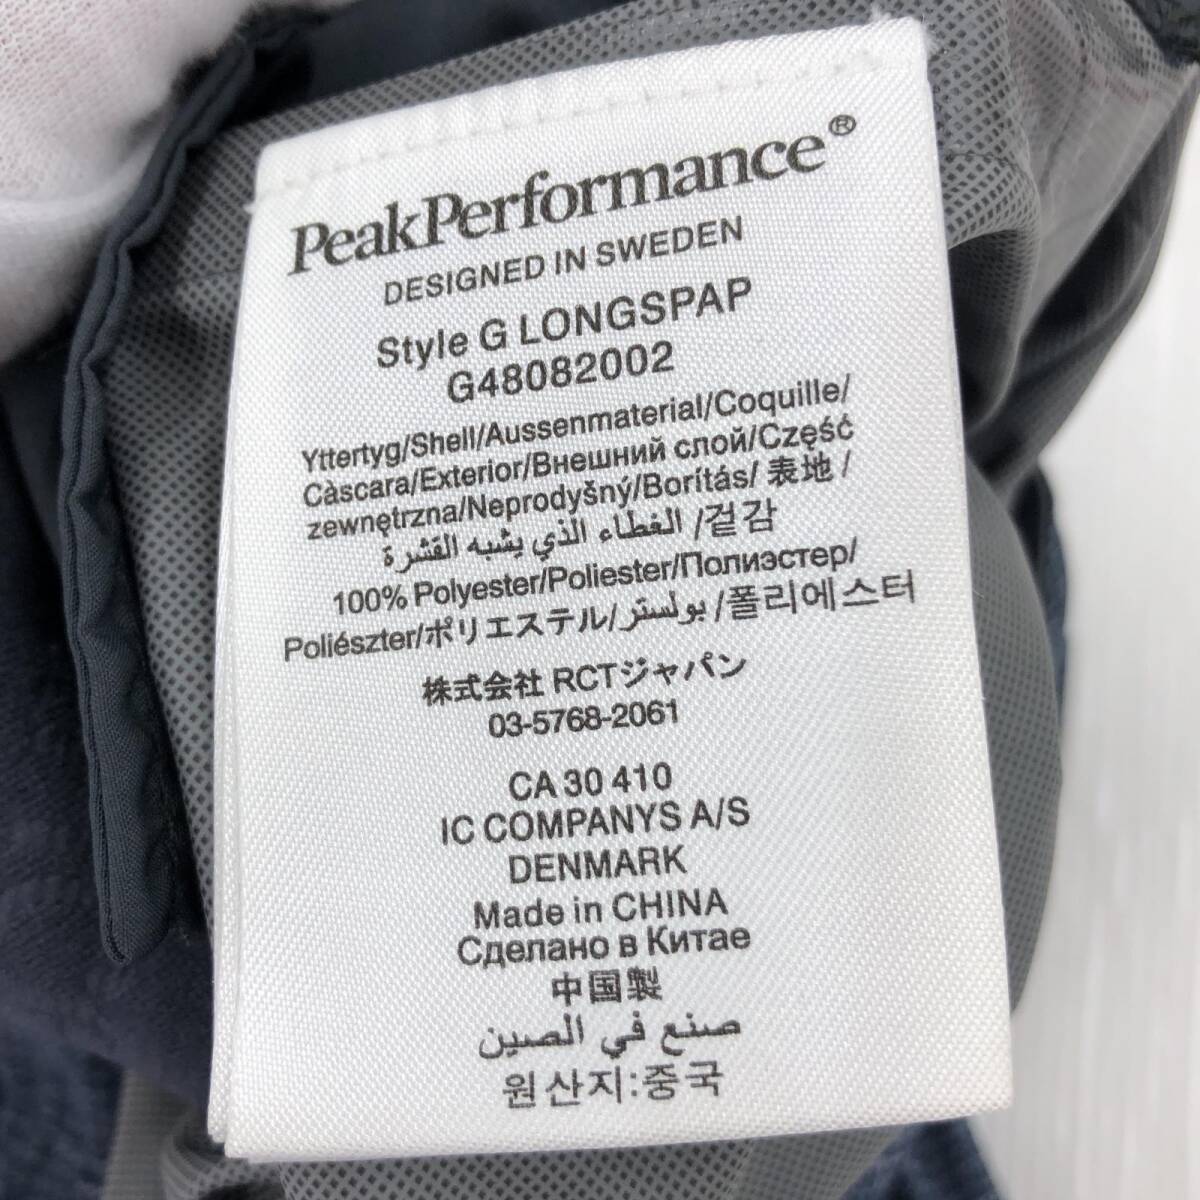 PeakPerformance®
DESIGNED IN SWEDEN
Style G LONGSPAP
G48082002
Yttertyg/Shell/Aussenmaterial/Coquille/
Càscara/Exterior/Внешний слой/Część
zewnętrzna/Neprodyšný/Borítás/ 表地 /
الغطاء الذي يشبه القشرة /겉감
100% Polyester/Poliester/Полиэстер/
Poliészter/ポリエステル/بولستر/폴리에스터
株式会社 RCTジャパン
03-5768-2061
CA 30 410
IC COMPANYS A/S
DENMARK
Made in CHINA
Сделано в Китае
中国製
صنع في الصين
원산지:중국